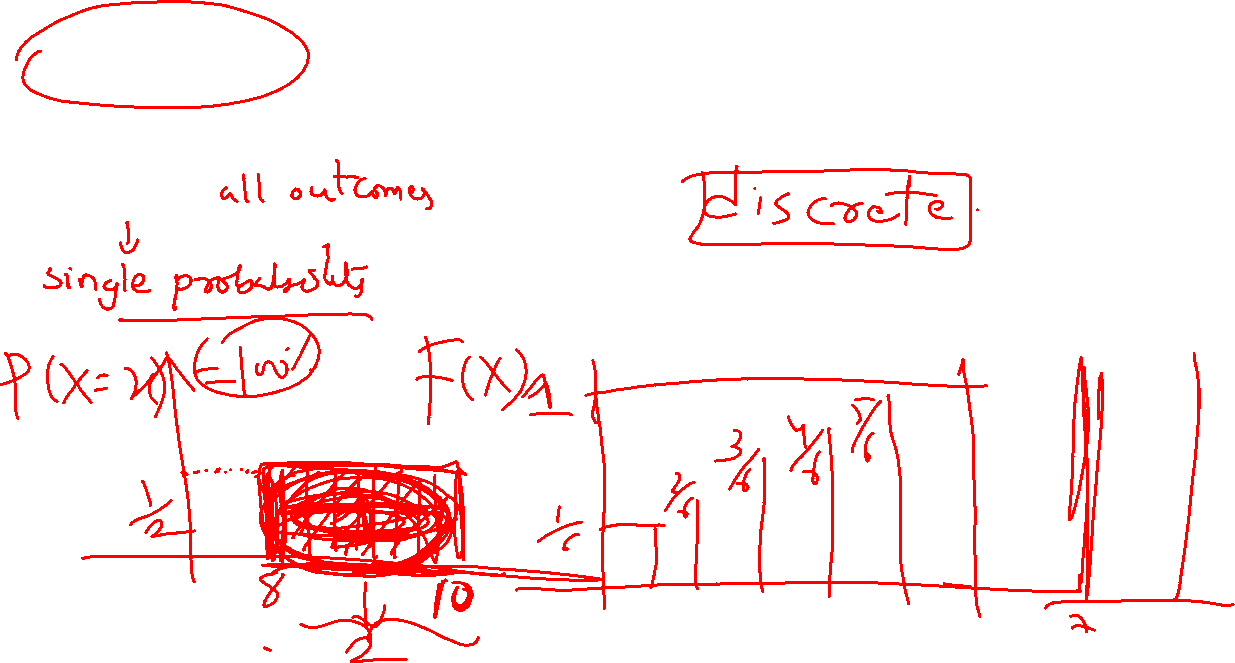 all outcomes
discrete
single probability
P(X=x)
F(X) 1
1/6 2/6 3/6 4/6 5/6
1/2
8 10
2